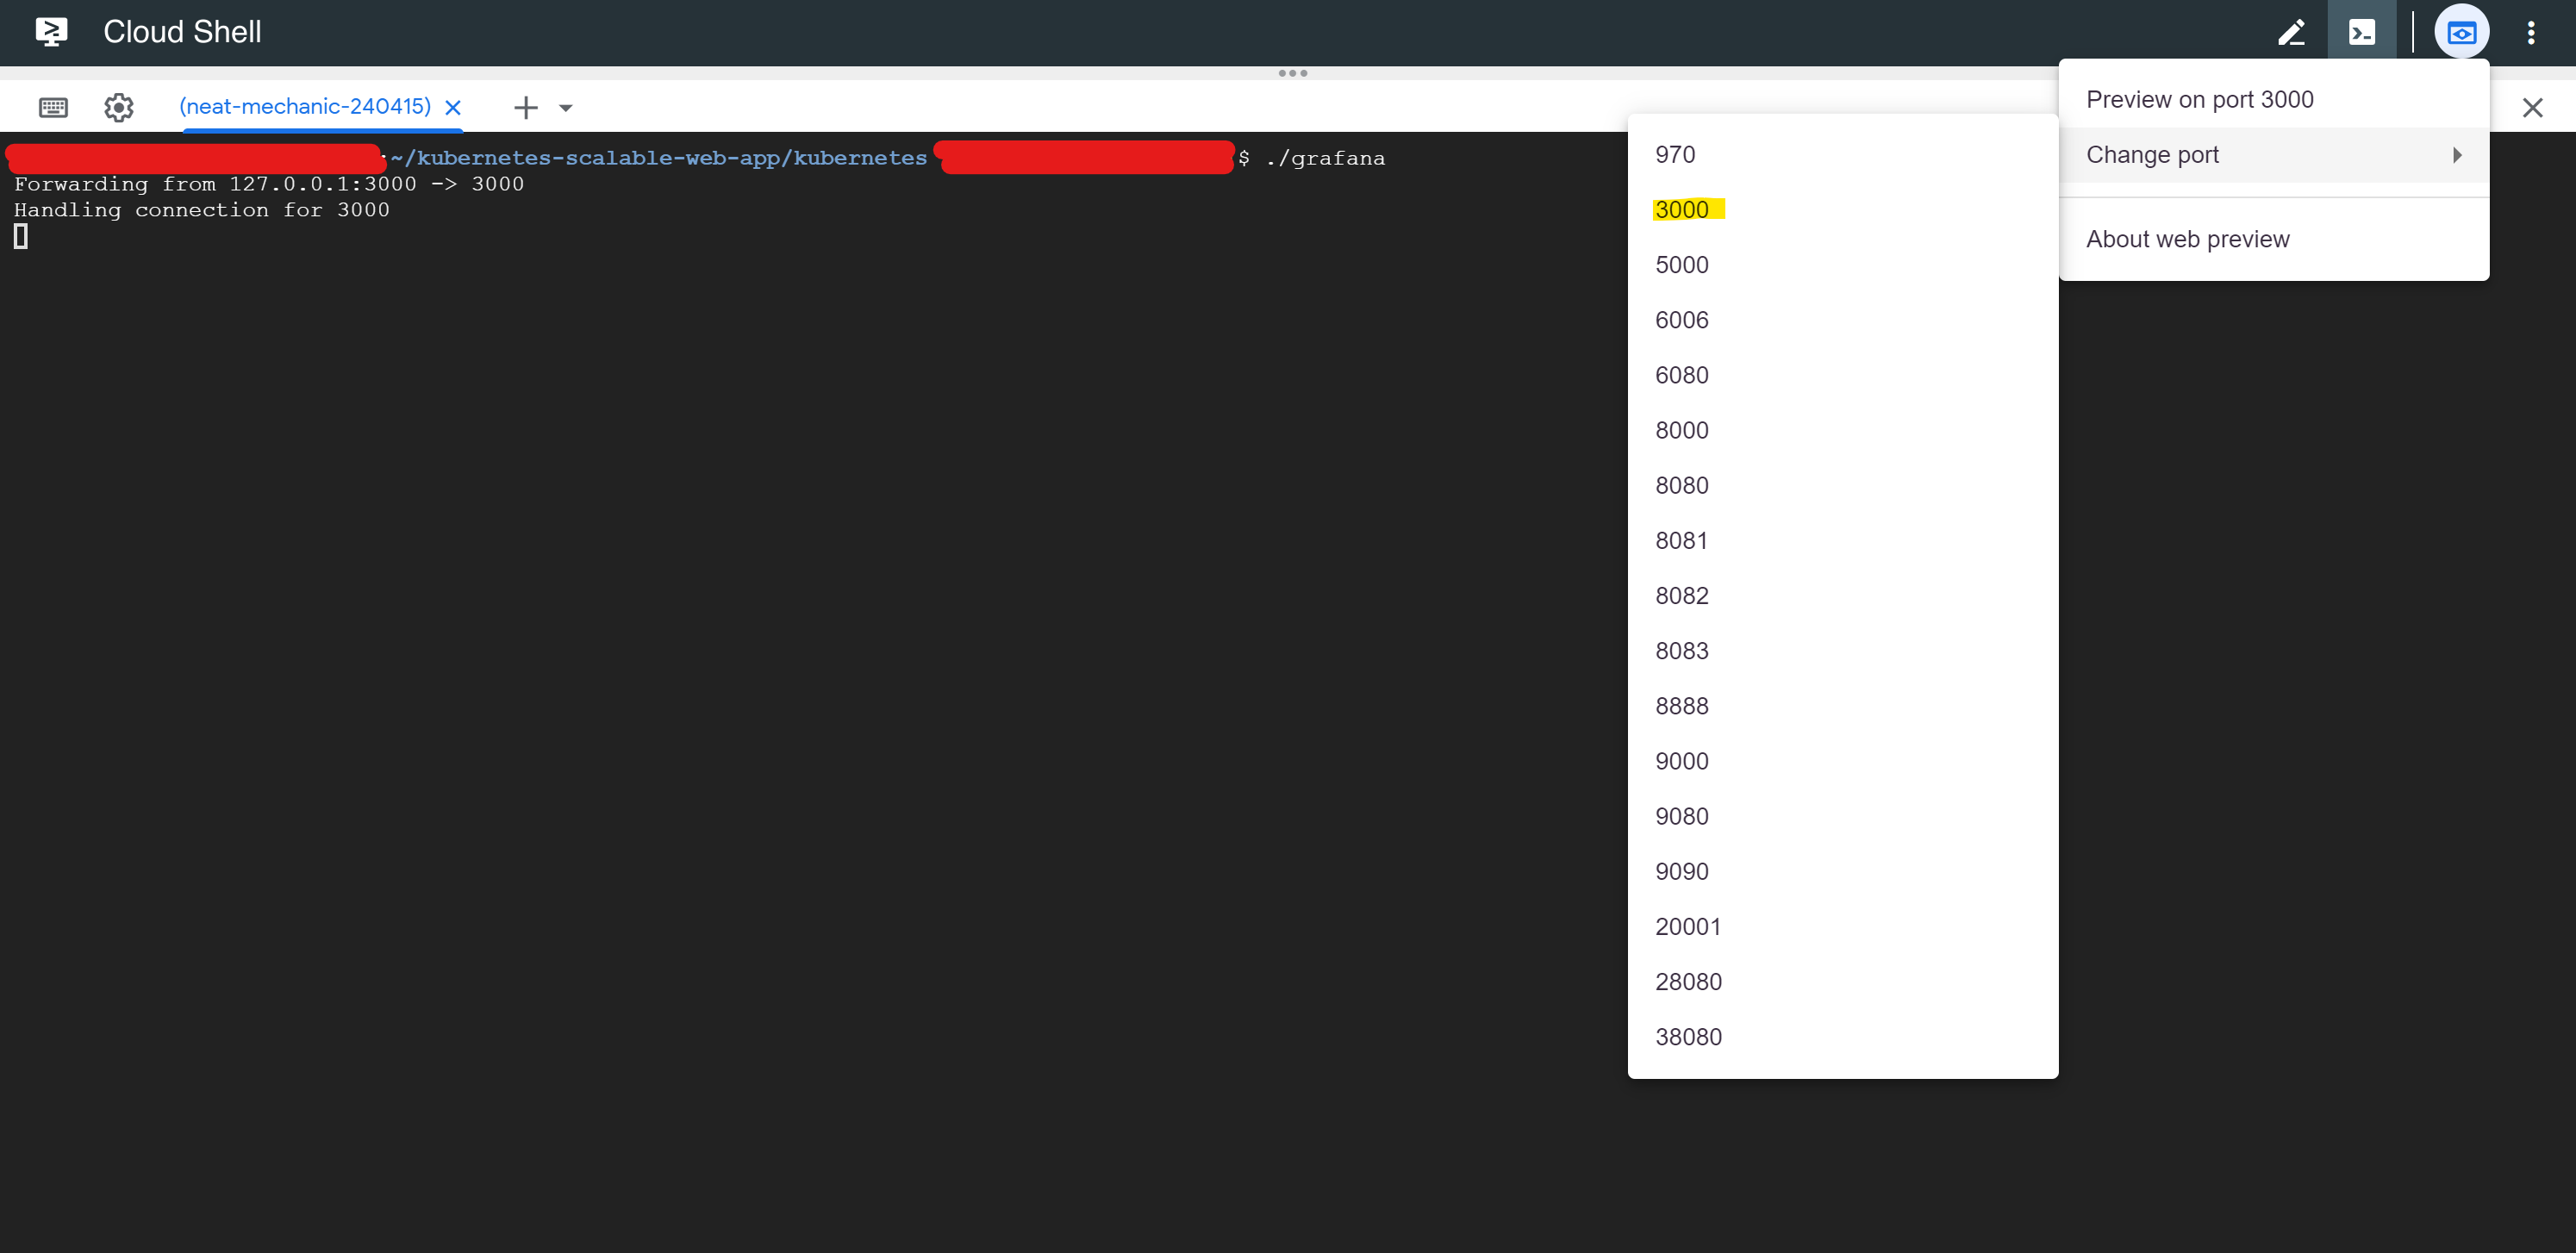 Cloud Shell
(neat-mechanic-240415)
:~/kubernetes-scalable-web-app/kubernetes $ ./grafana
Forwarding from 127.0.0.1:3000 -> 3000
Handling connection for 3000
Preview on port 3000
Change port
About web preview
970
3000
5000
6006
6080
8000
8080
8081
8082
8083
8888
9000
9080
9090
20001
28080
38080